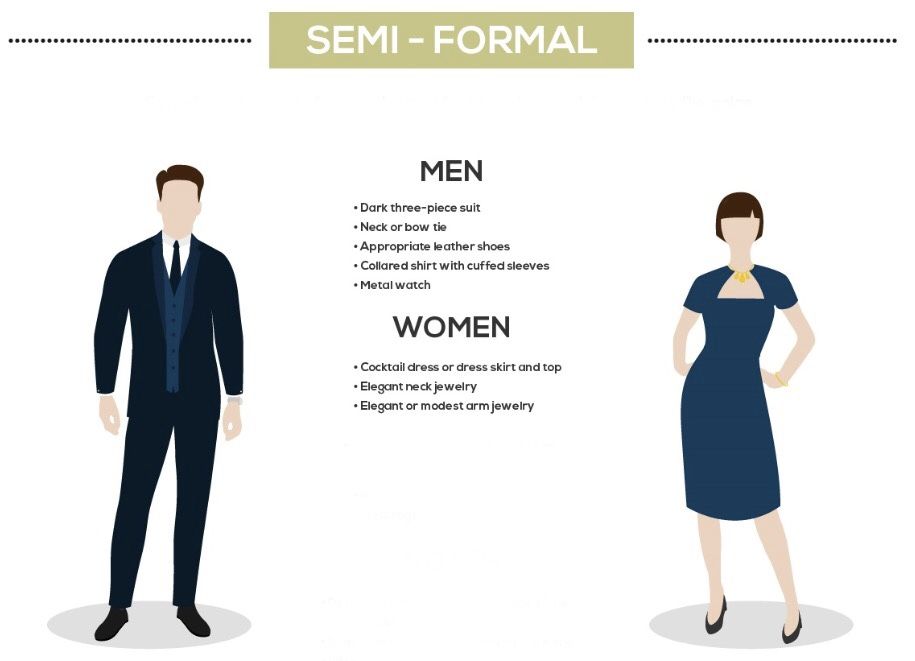 SEMI - FORMAL
MEN
• Dark three-piece suit
• Neck or bow tie
• Appropriate leather shoes
• Collared shirt with cuffed sleeves
• Metal watch
WOMEN
• Cocktail dress or dress skirt and top
• Elegant neck jewelry
• Elegant or modest arm jewelry